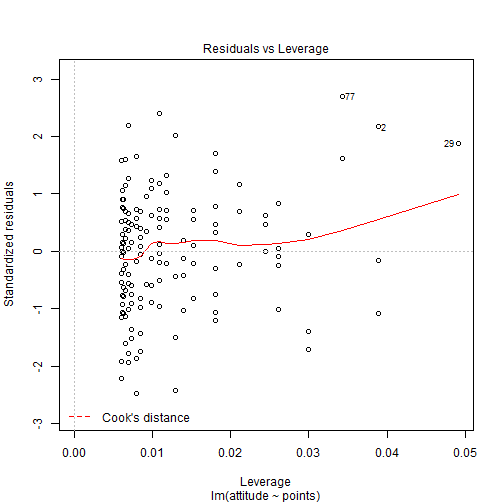 Residuals vs Leverage
Standardized residuals
3
2
1
0
-1
-2
-3
77
2
29
Cook's distance
0.00 0.01 0.02 0.03 0.04 0.05
Leverage
lm(attitude ~ points)